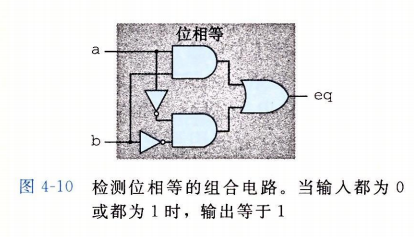 位相等
a
eq
b
图 4-10 检测位相等的组合电路。当输入都为 0
或都为 1 时，输出等于 1